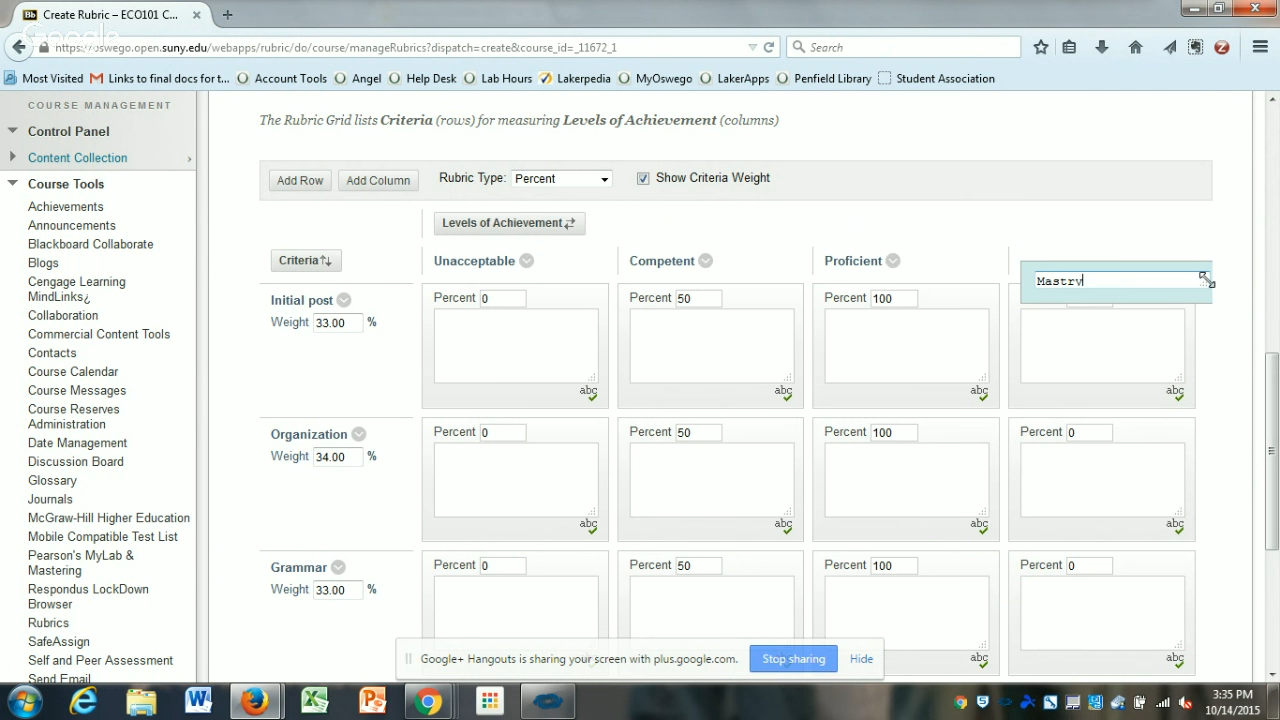 Create Rubric – ECO101 C...
Google
https://oswego.open.suny.edu/webapps/rubric/do/course/manageRubrics?dispatch=create&course_id=_11672_1
Search
Most Visited Links to final docs for t... Account Tools Angel Help Desk Lab Hours Lakerpedia MyOswego LakerApps Penfield Library Student Association
COURSE MANAGEMENT
Control Panel
Content Collection
Course Tools
Achievements
Announcements
Blackboard Collaborate
Blogs
Cengage Learning
MindLinks¿
Collaboration
Commercial Content Tools
Contacts
Course Calendar
Course Messages
Course Reserves
Administration
Date Management
Discussion Board
Glossary
Journals
McGraw-Hill Higher Education
Mobile Compatible Test List
Pearson's MyLab &
Mastering
Respondus LockDown
Browser
Rubrics
SafeAssign
Self and Peer Assessment
Send Email
The Rubric Grid lists Criteria (rows) for measuring Levels of Achievement (columns)
Add Row Add Column Rubric Type: Percent Show Criteria Weight
Levels of Achievement
Criteria Unacceptable Competent Proficient
Mastry
Initial post Percent 0 Percent 50 Percent 100
Weight 33.00 %
abc abc abc abc
Organization Percent 0 Percent 50 Percent 100 Percent 0
Weight 34.00 %
abc abc abc abc
Grammar Percent 0 Percent 50 Percent 100 Percent 0
Weight 33.00 %
abc abc
Google+ Hangouts is sharing your screen with plus.google.com. Stop sharing Hide
3:35 PM
10/14/2015